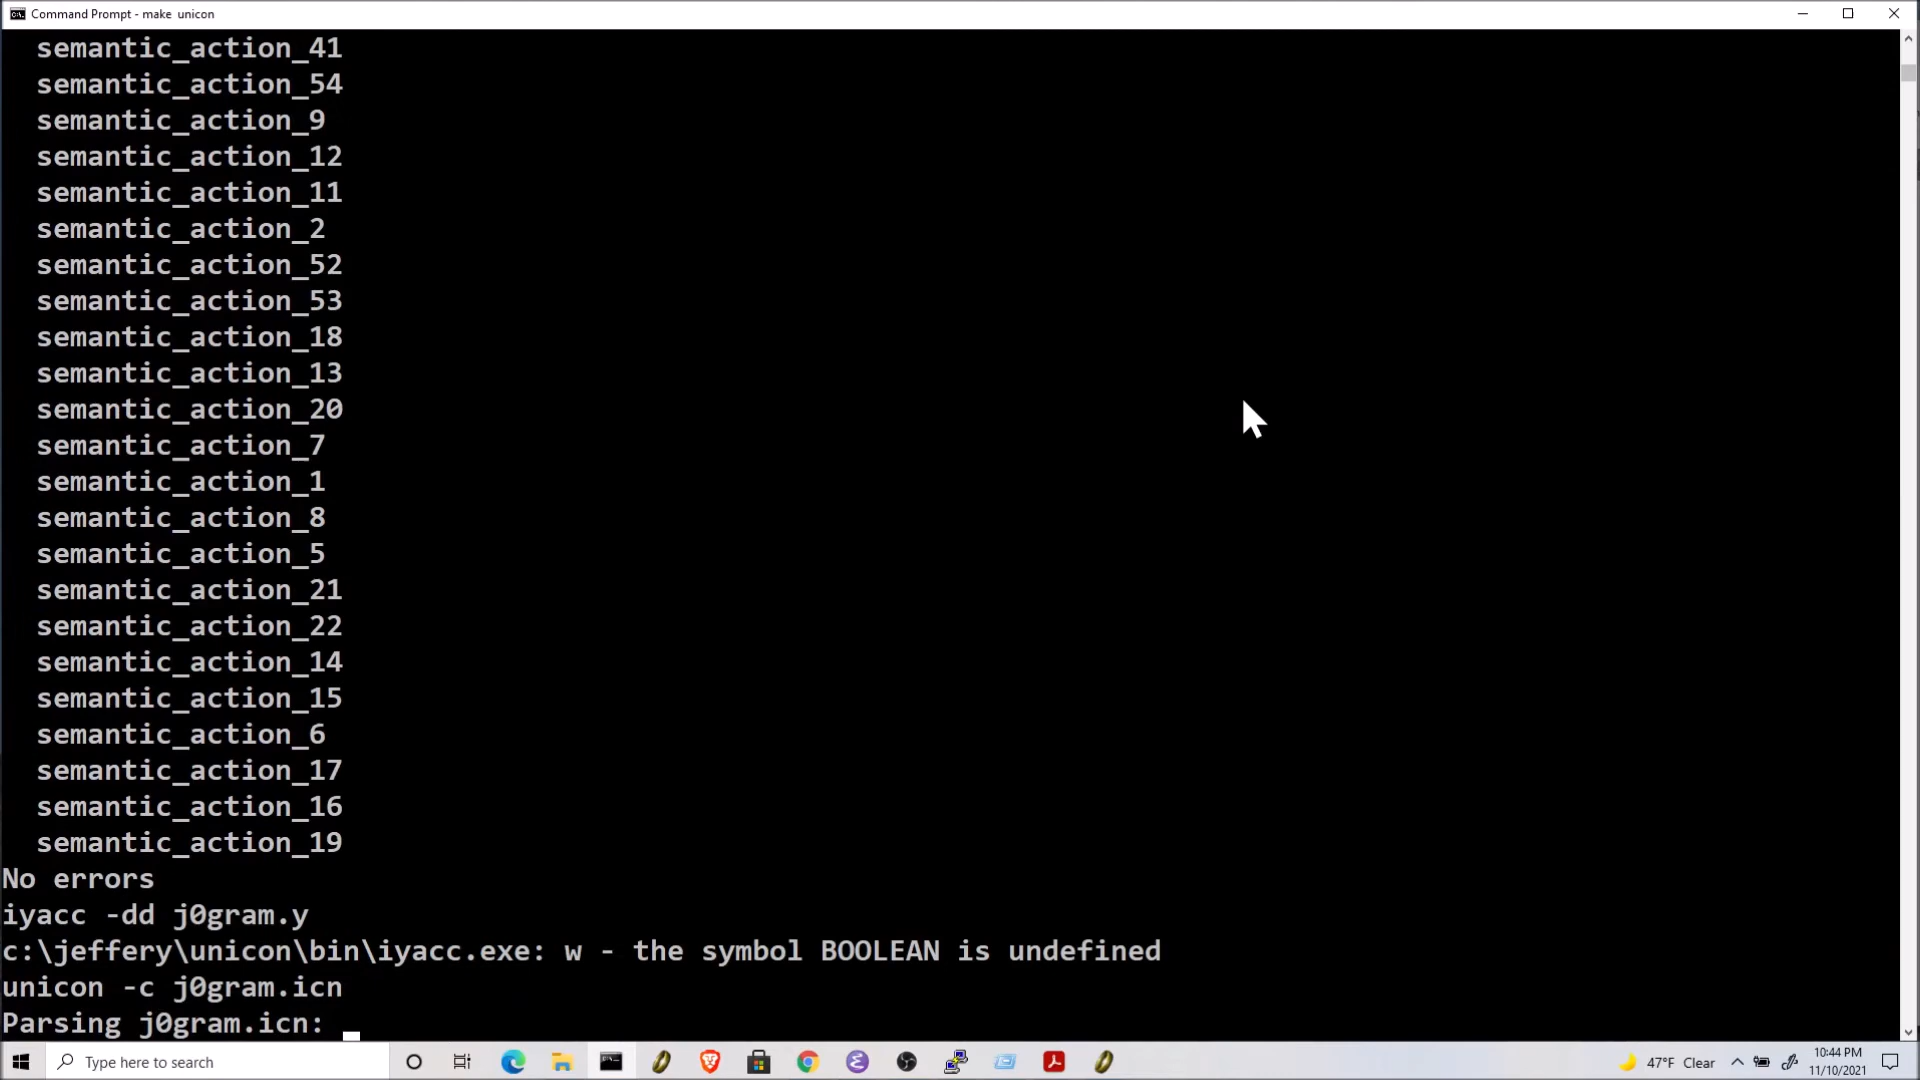 Command Prompt - make  unicon
semantic_action_41
semantic_action_54
semantic_action_9
semantic_action_12
semantic_action_11
semantic_action_2
semantic_action_52
semantic_action_53
semantic_action_18
semantic_action_13
semantic_action_20
semantic_action_7
semantic_action_1
semantic_action_8
semantic_action_5
semantic_action_21
semantic_action_22
semantic_action_14
semantic_action_15
semantic_action_6
semantic_action_17
semantic_action_16
semantic_action_19
No errors
iyacc -dd j0gram.y
c:\jeffery\unicon\bin\iyacc.exe: w - the symbol BOOLEAN is undefined
unicon -c j0gram.icn
Parsing j0gram.icn:
Type here to search
47°F Clear
10:44 PM
11/10/2021